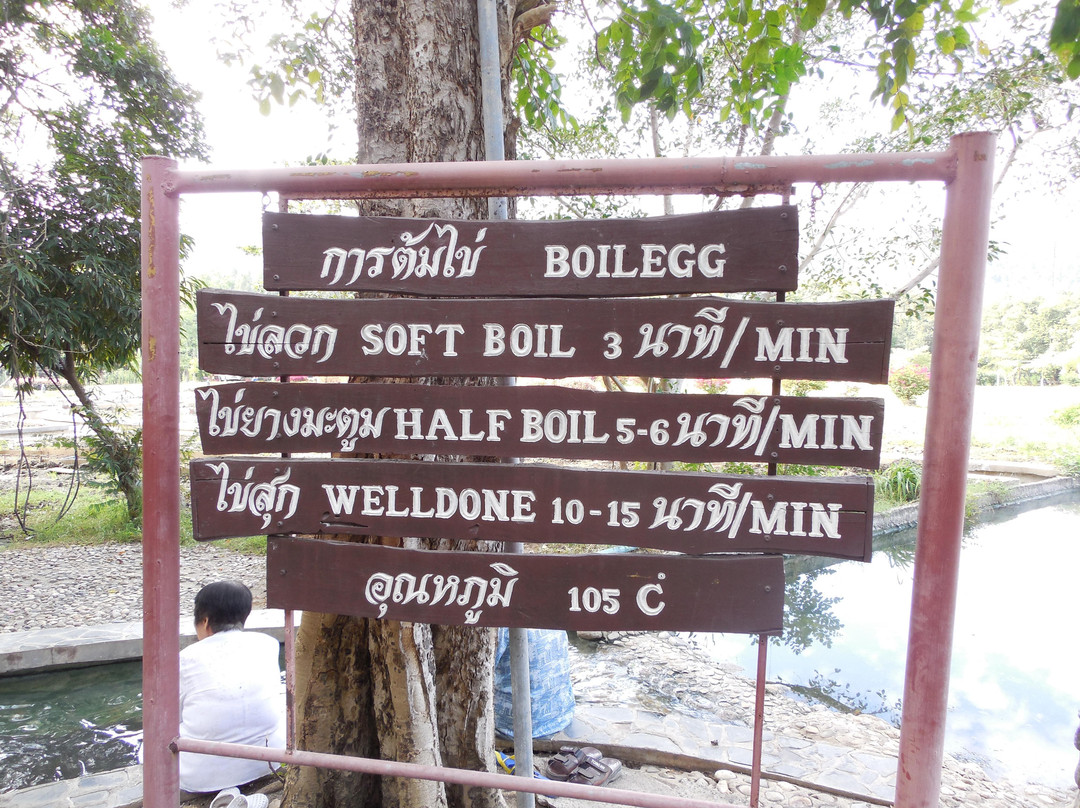 การต้มไข่ BOILEGG
ไข่ลวก SOFT BOIL 3 นาที/MIN
ไข่ยางมะตูม HALF BOIL 5-6 นาที/MIN
ไข่สุก WELLDONE 10-15 นาที/MIN
อุณหภูมิ 105 C̊